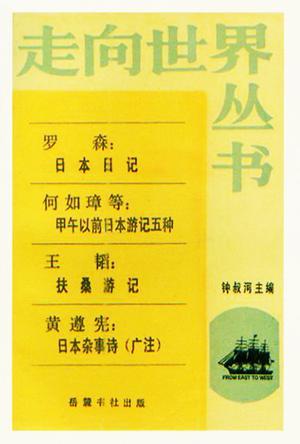 走向世界
丛书
罗森：
日本日记
何如璋等：
甲午以前日本游记五种
王韬：
扶桑游记
黄遵宪：
日本杂事诗（广注）
钟叔河主编
FROM EAST TO WEST
岳麓书社出版